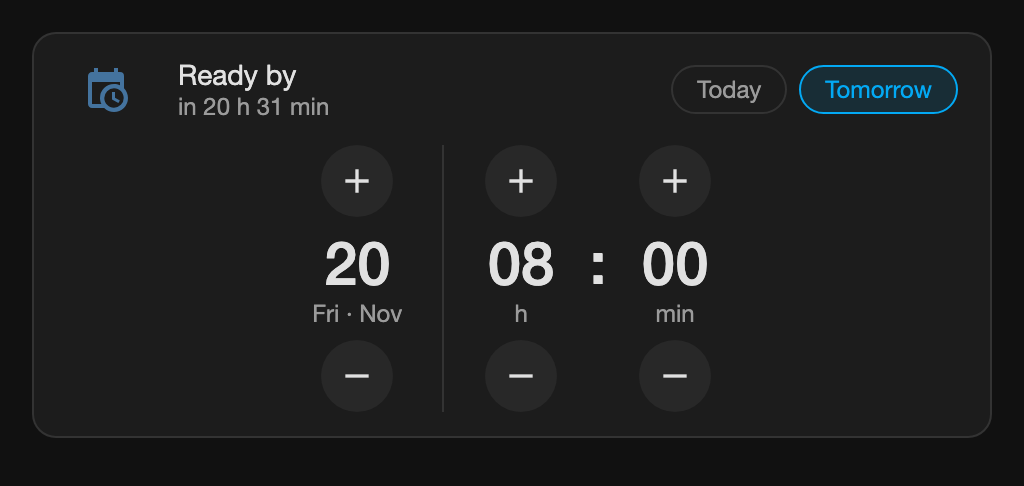 Ready by
in 20 h 31 min
Today
Tomorrow
+ + +
20 08 : 00
Fri · Nov h min
− − −